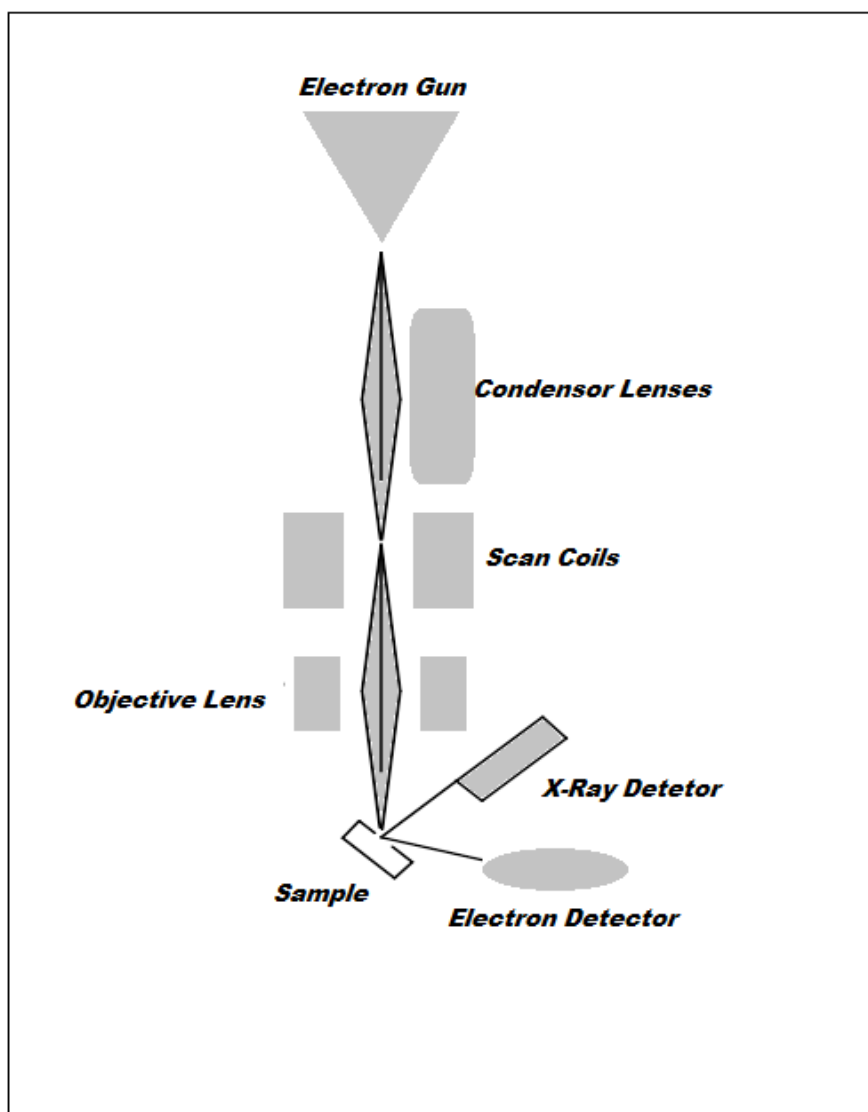 Electron Gun
Condensor Lenses
Scan Coils
Objective Lens
X-Ray Detetor
Sample
Electron Detector